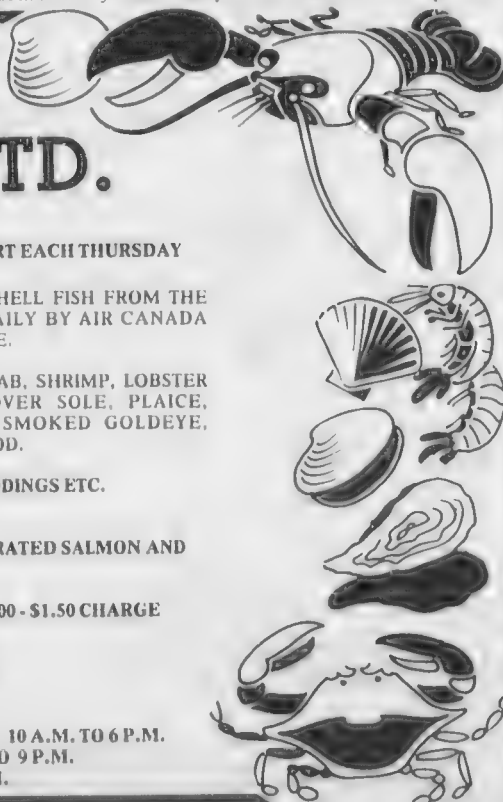 TD.
RT EACH THURSDAY
HELL FISH FROM THE
AILY BY AIR CANADA
E.
AB, SHRIMP, LOBSTER
OVER SOLE, PLAICE,
SMOKED GOLDEYE,
OD.
DDINGS ETC.
RATED SALMON AND
00 - $1.50 CHARGE
10 A.M. TO 6 P.M.
O 9 P.M.
M.